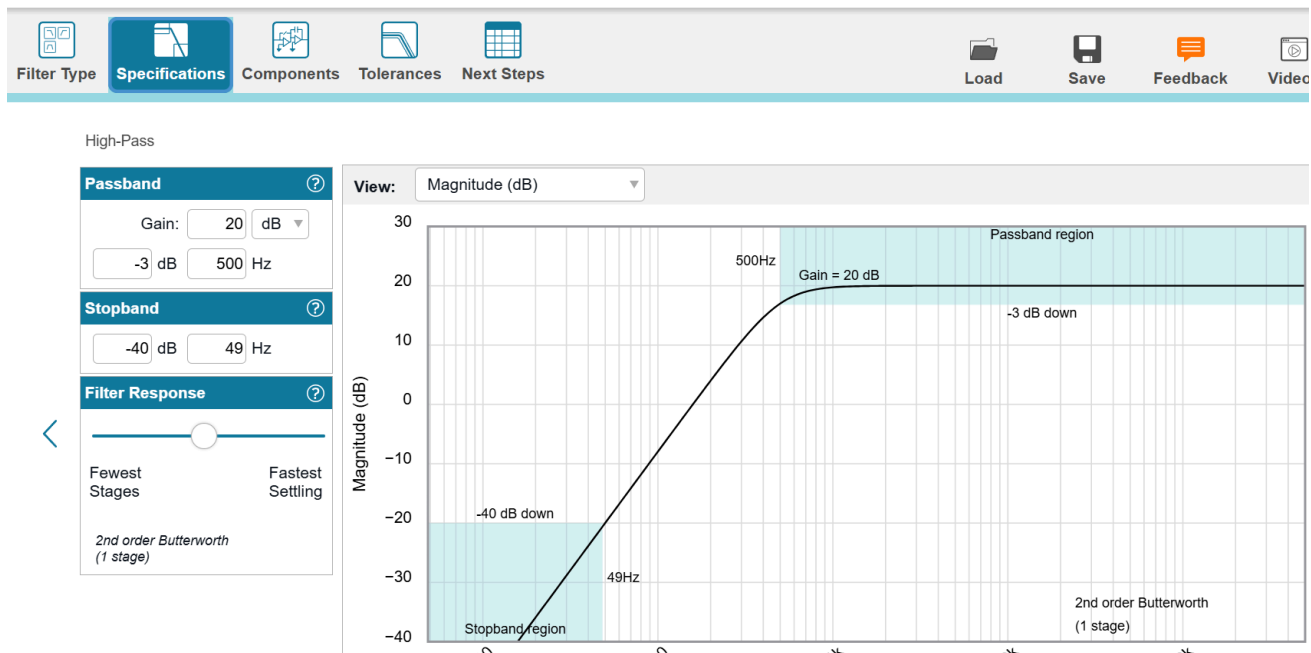 Filter Type
Specifications
Components
Tolerances
Next Steps
Load
Save
Feedback
Video
High-Pass
Passband
Gain: 20 dB
-3 dB 500 Hz
Stopband
-40 dB 49 Hz
Filter Response
Fewest
Stages
Fastest
Settling
2nd order Butterworth
(1 stage)
View: Magnitude (dB)
Magnitude (dB)
30
20
10
0
−10
−20
−30
−40
Passband region
500Hz
Gain = 20 dB
-3 dB down
-40 dB down
49Hz
Stopband region
2nd order Butterworth
(1 stage)